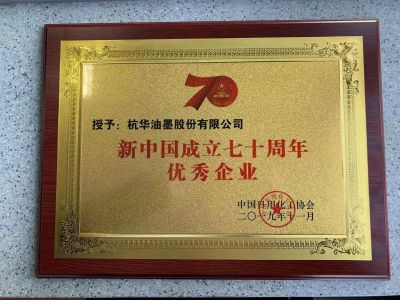 70
授予：杭华油墨股份有限公司
新中国成立七十周年
优秀企业
中国日用化工协会
二〇一九年十一月